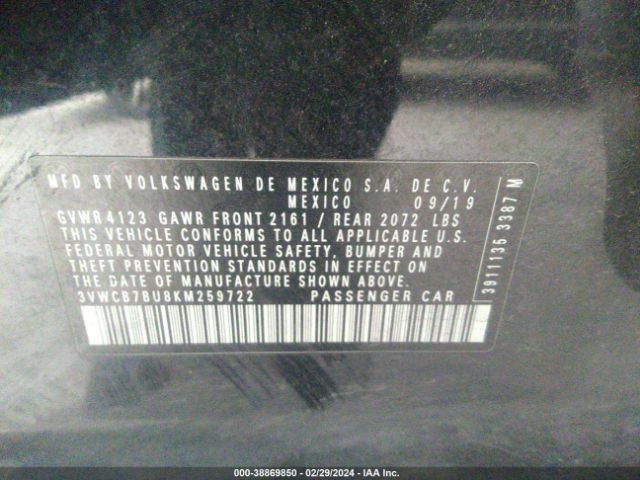 MFD BY VOLKSWAGEN DE MEXICO S.A. DE C.V.
MEXICO 09/19
GVWR 4123 GAWR FRONT 2161 / REAR 2072 LBS
THIS VEHICLE CONFORMS TO ALL APPLICABLE U.S.
FEDERAL MOTOR VEHICLE SAFETY, BUMPER AND
THEFT PREVENTION STANDARDS IN EFFECT ON
THE DATE OF MANUFACTURE SHOWN ABOVE.
3VWCB7BU8KM259722 PASSENGER CAR
3911135 3387 M
000-38869850 - 02/29/2024 - IAA Inc.